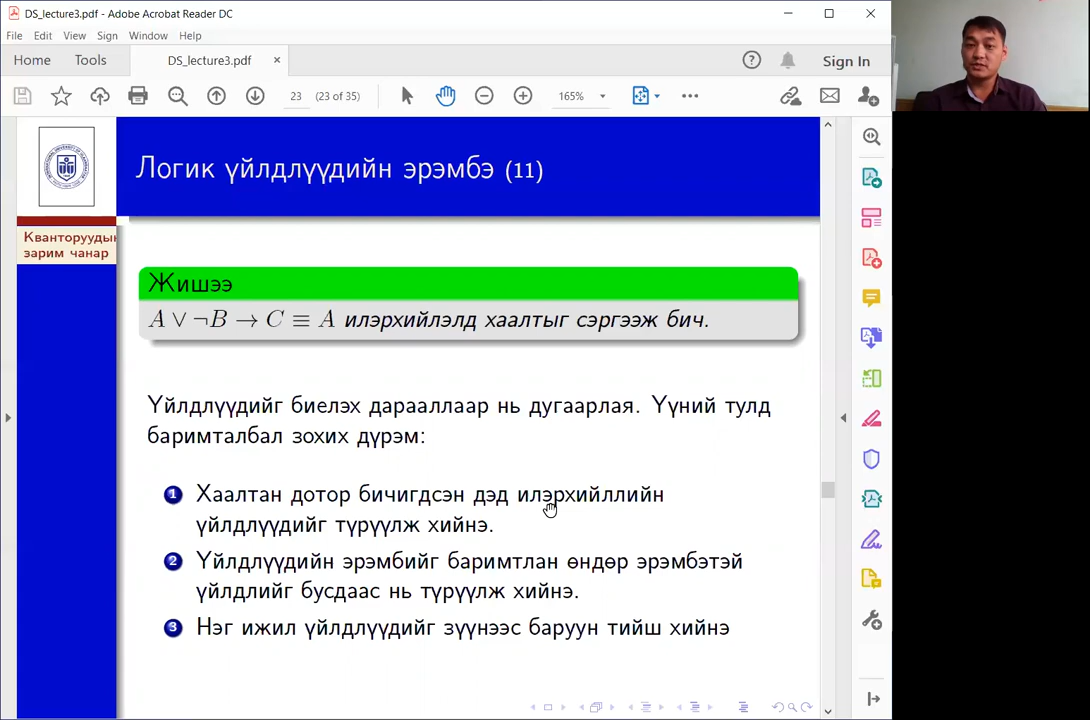 DS_lecture3.pdf - Adobe Acrobat Reader DC
File Edit View Sign Window Help
Home Tools DS_lecture3.pdf × Sign In
23 (23 of 35) 165%
Логик үйлдлүүдийн эрэмбэ (11)
Кванторуудын
зарим чанар
Жишээ
A ∨ ¬B → C ≡ A илэрхийлэлд хаалтыг сэргээж бич.
Үйлдлүүдийг биелэх дарааллаар нь дугаарлая. Үүний тулд
баримталбал зохих дүрэм:
1 Хаалтан дотор бичигдсэн дэд илэрхийллийн
үйлдлүүдийг түрүүлж хийнэ.
2 Үйлдлүүдийн эрэмбийг баримтлан өндөр эрэмбэтэй
үйлдлийг бусдаас нь түрүүлж хийнэ.
3 Нэг ижил үйлдлүүдийг зүүнээс баруун тийш хийнэ